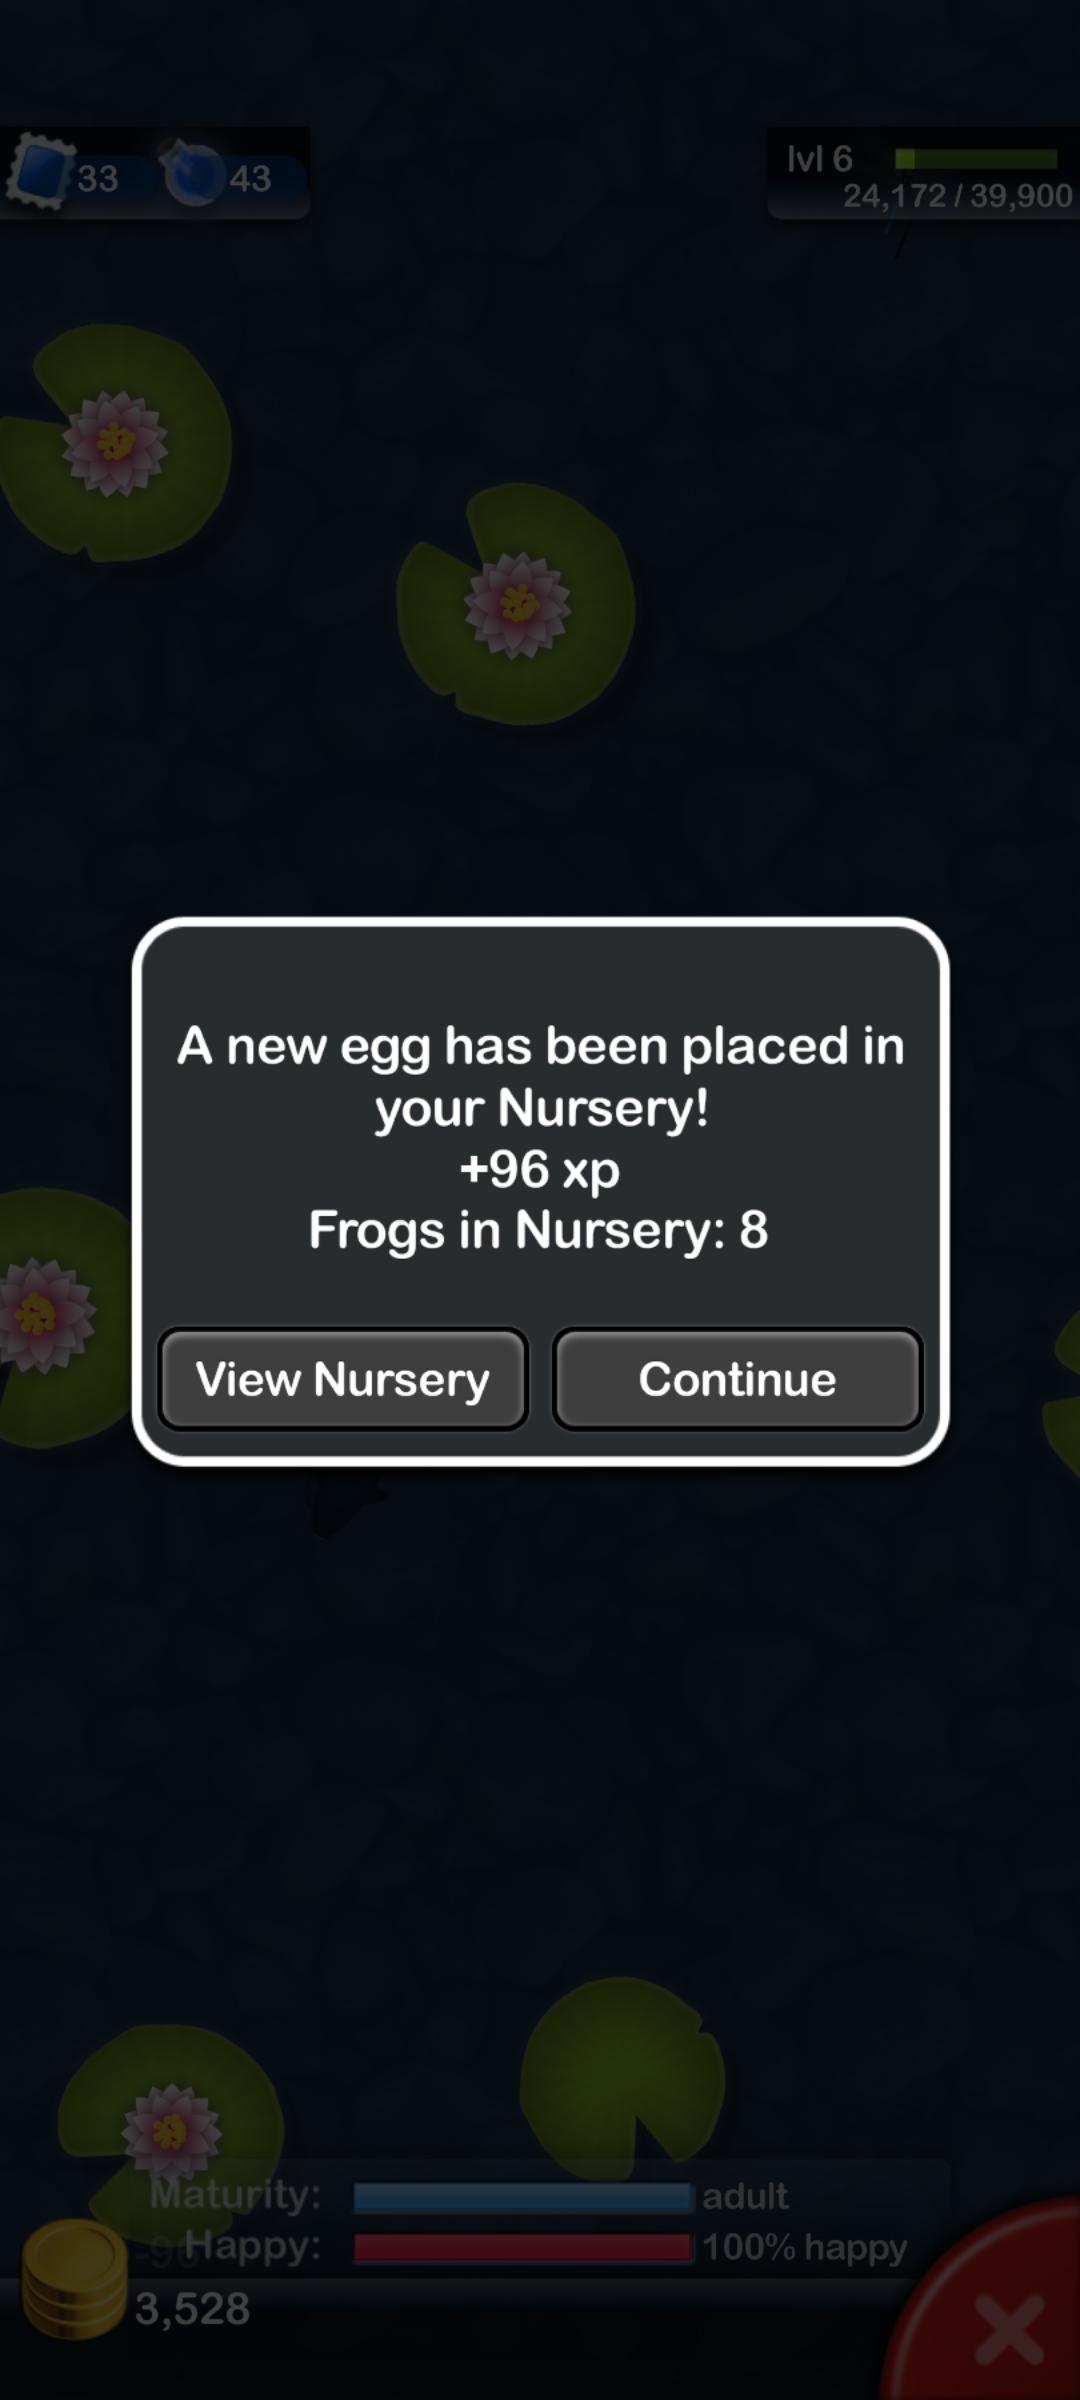 33 43
lvl 6
24,172 / 39,900
A new egg has been placed in
your Nursery!
+96 xp
Frogs in Nursery: 8
View Nursery Continue
Maturity: adult
Happy: 100% happy
3,528